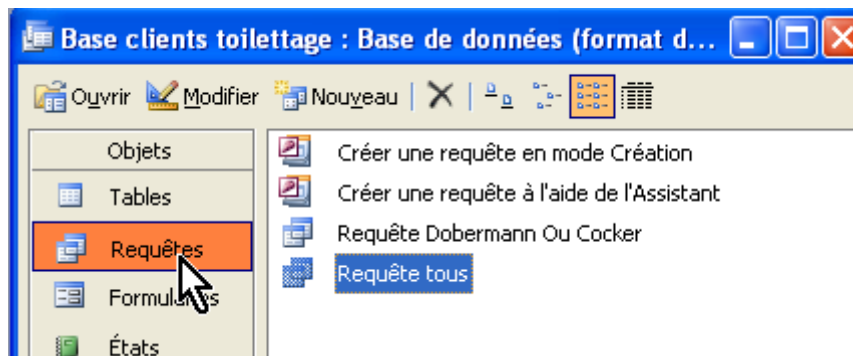 Base clients toilettage : Base de données (format d...
Ouvrir Modifier Nouveau
Objets
Tables
Requêtes
Formulaires
États
Créer une requête en mode Création
Créer une requête à l'aide de l'Assistant
Requête Dobermann Ou Cocker
Requête tous